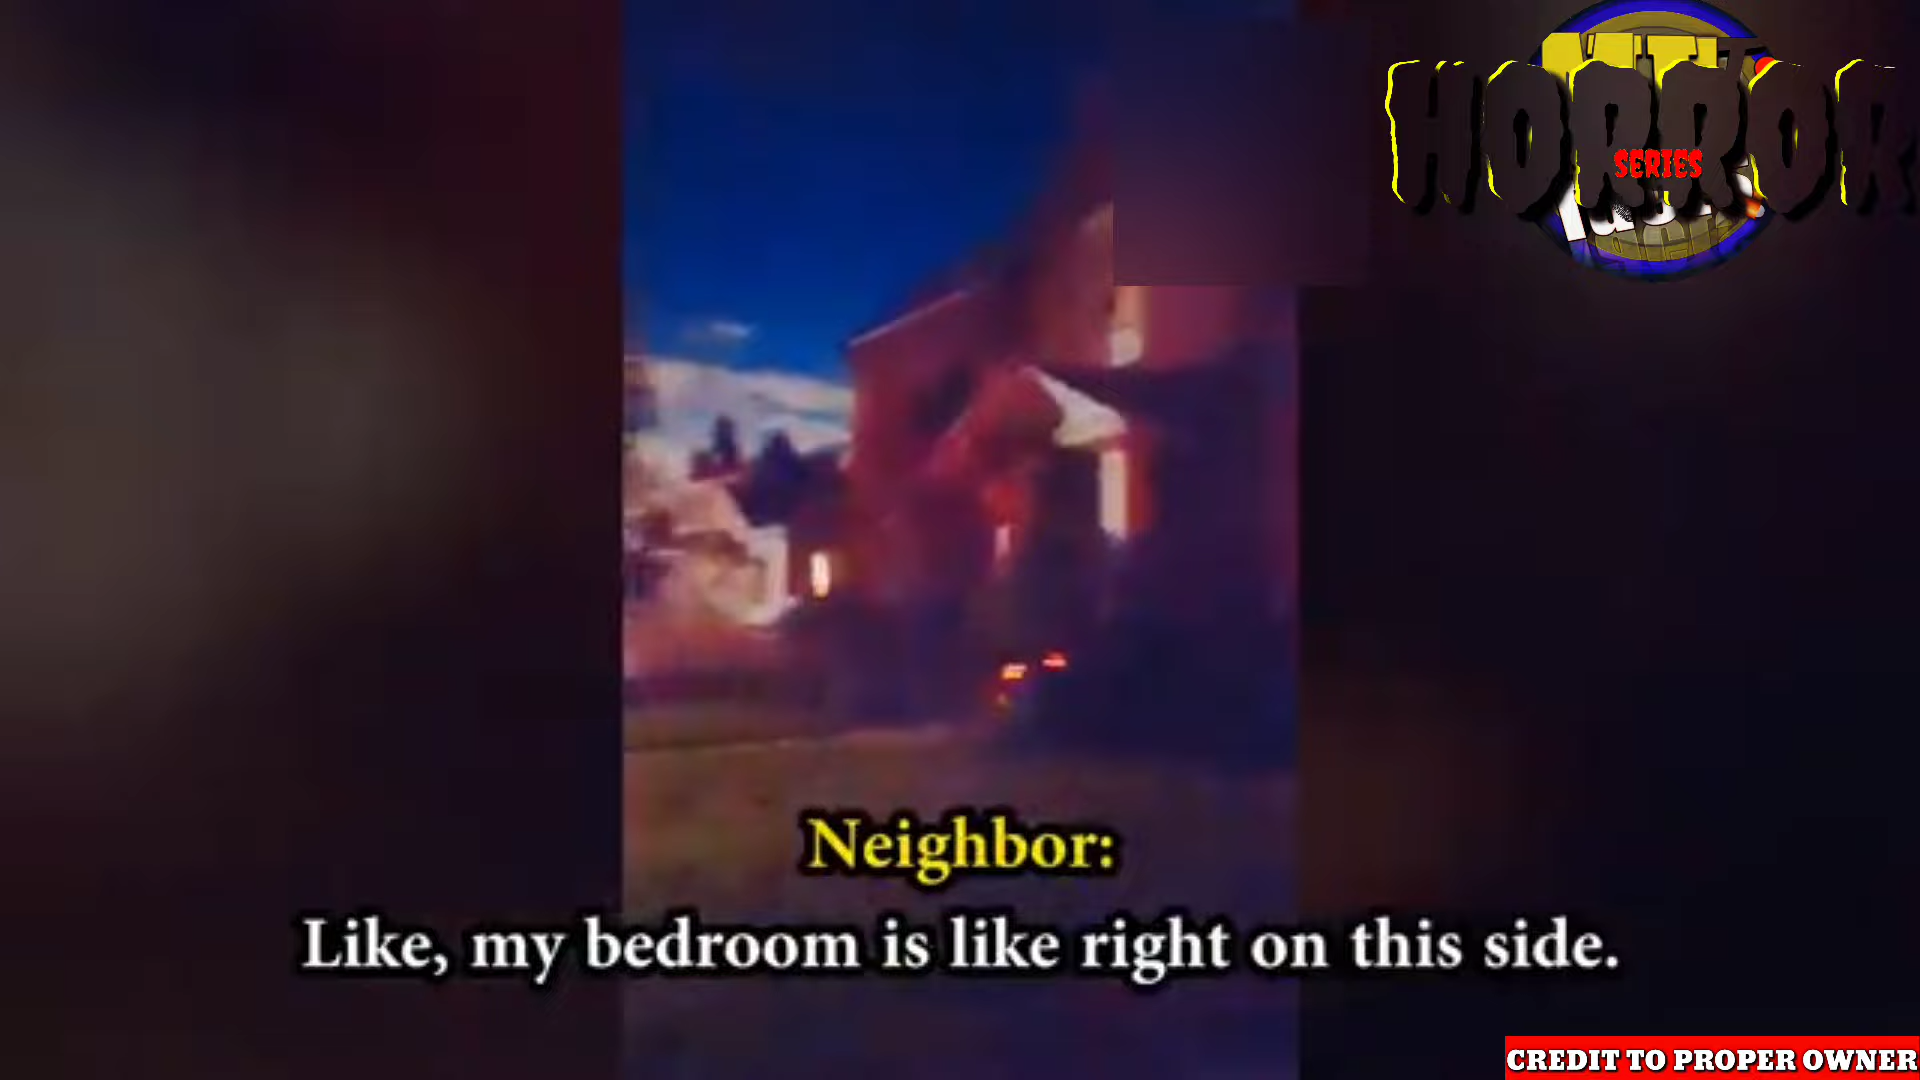 HORROR
SERIES
Neighbor:
Like, my bedroom is like right on this side.
CREDIT TO PROPER OWNER